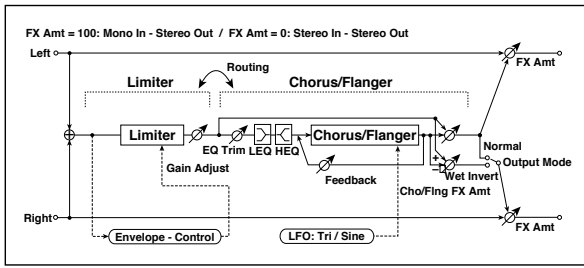 FX Amt = 100: Mono In - Stereo Out / FX Amt = 0: Stereo In - Stereo Out
Left
FX Amt
Routing
Limiter
Chorus/Flanger
Limiter
EQ Trim
LEQ
HEQ
Chorus/Flanger
Normal
Output Mode
+
−
Wet Invert
Gain Adjust
Feedback
Cho/Flng FX Amt
Right
FX Amt
Envelope - Control
LFO: Tri / Sine